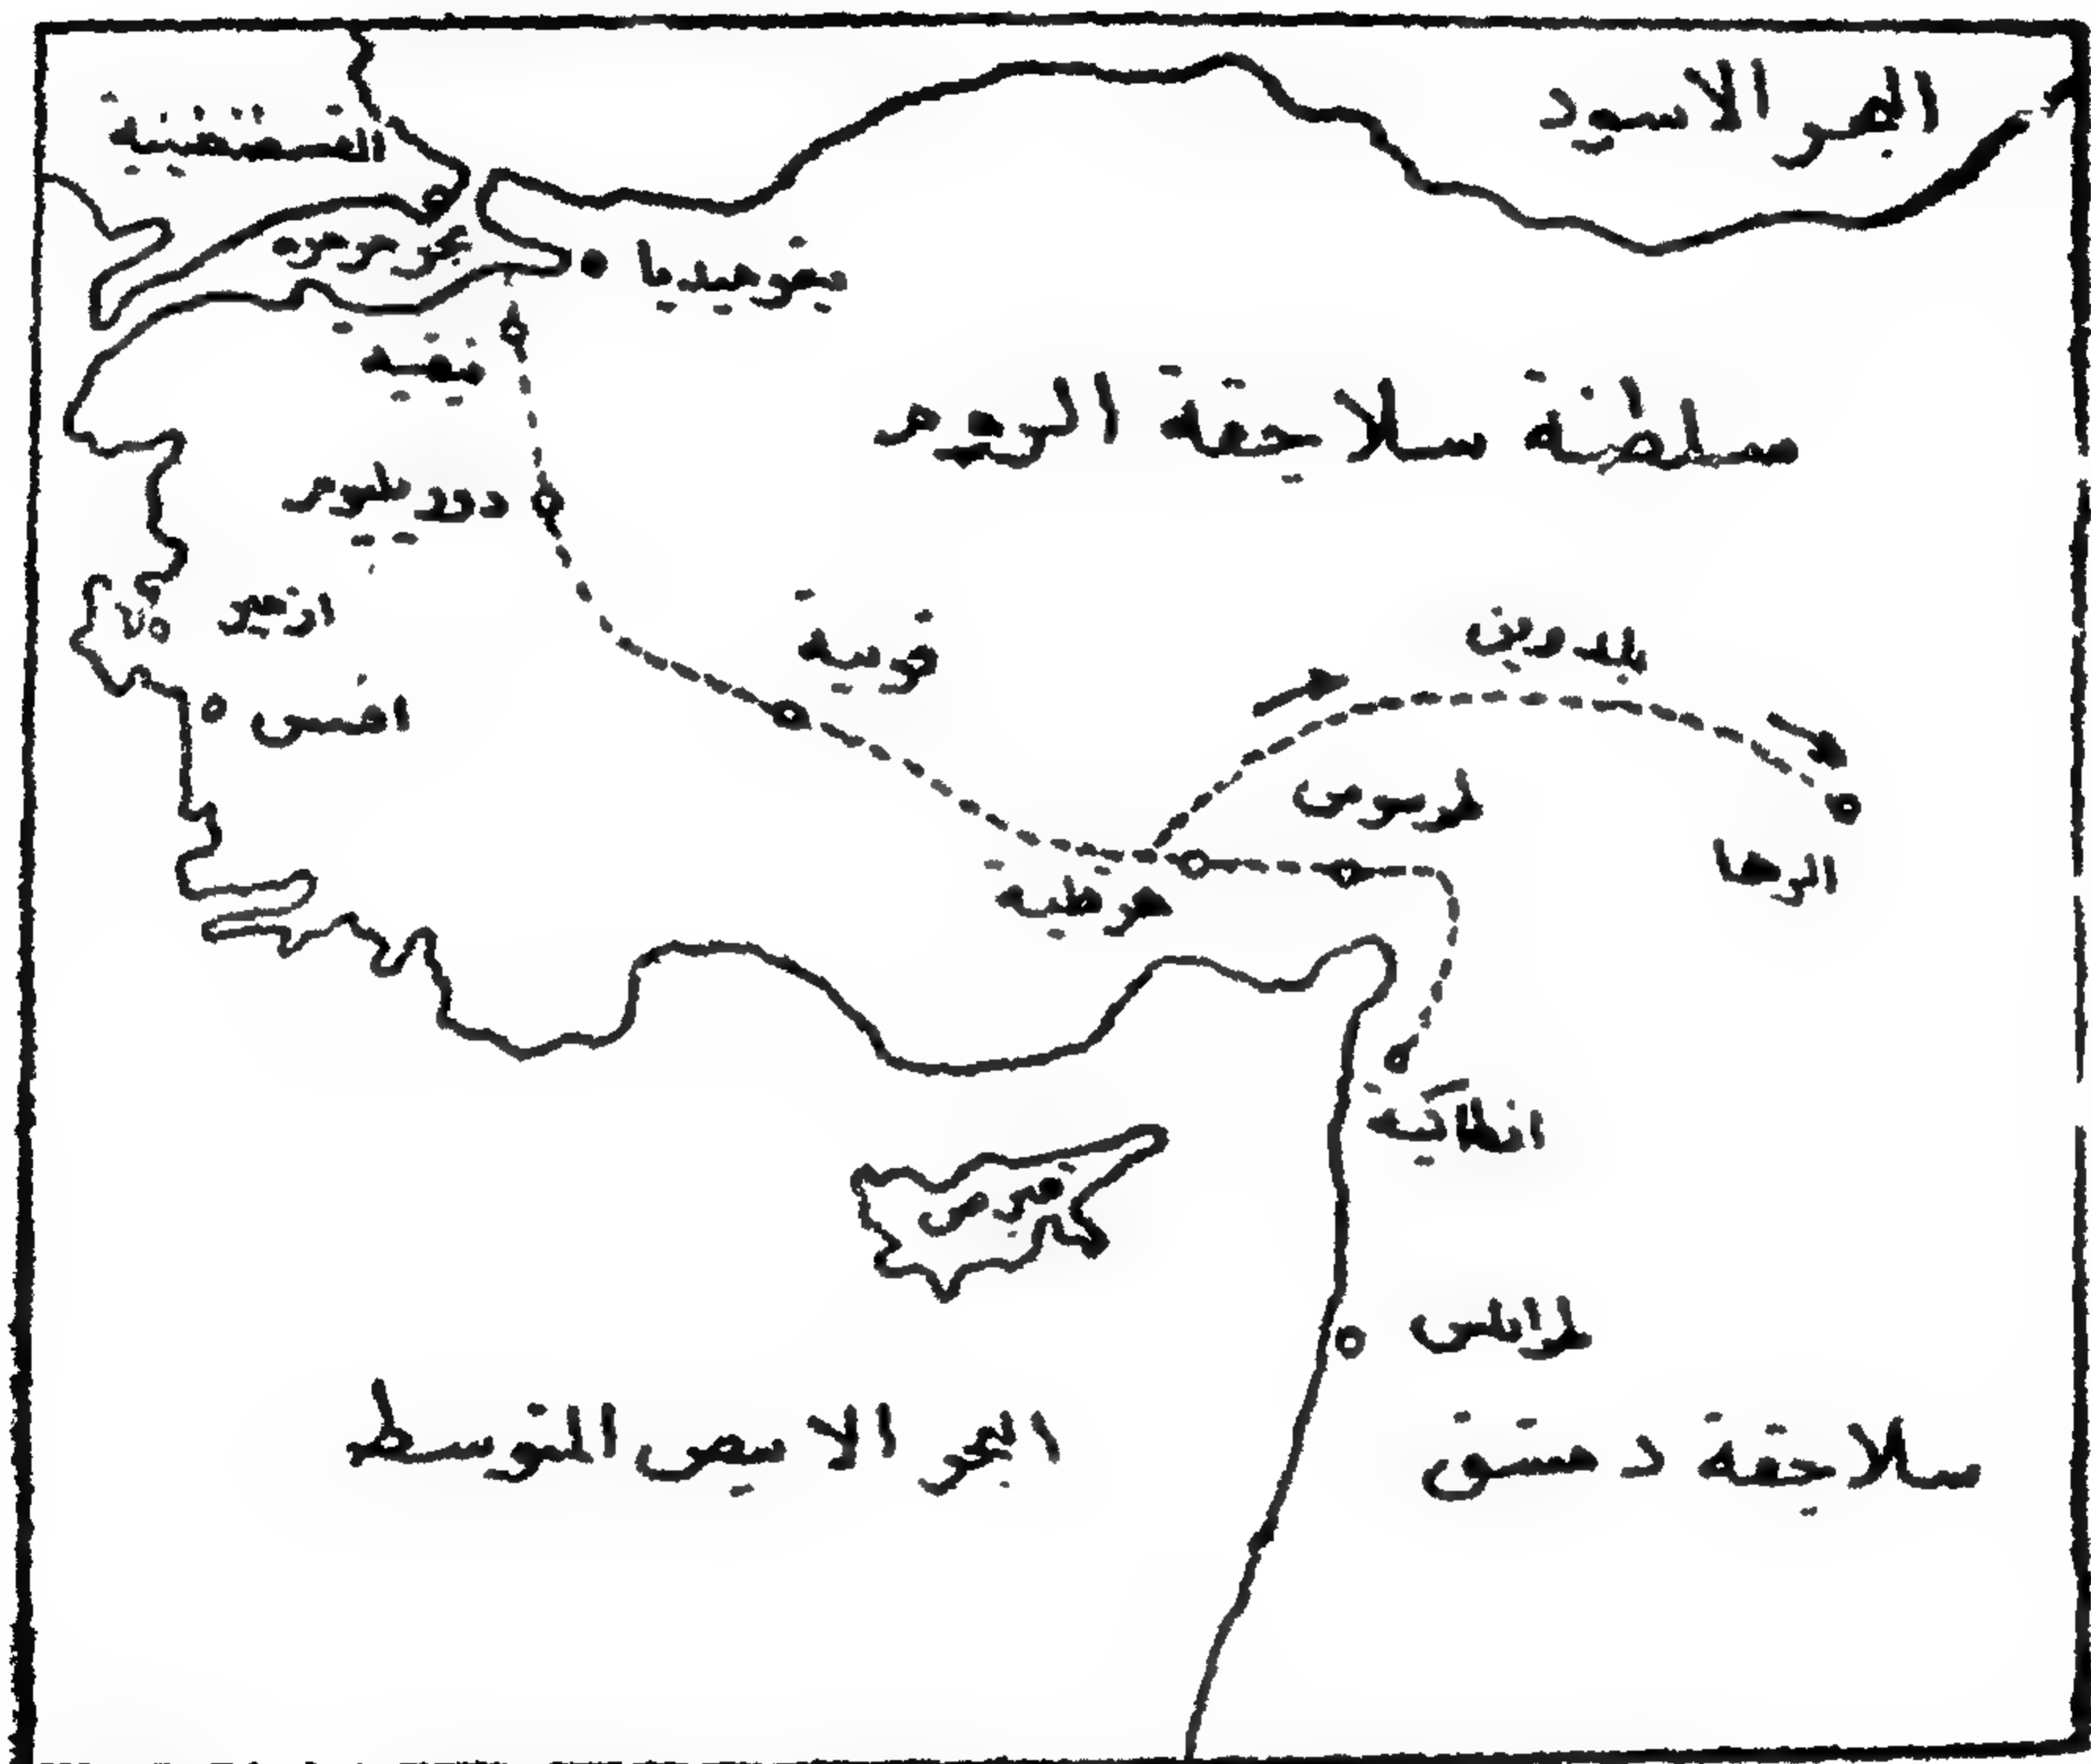 البحر الاسود
القسطنطينية
بحر مرمره
نيقوميديا
نيقية
سلطنة سلاجقة الروم
دوريليوم
ازمير
قونية
بلدوين
افسس
طرسوس
هرقلية
الرها
انطاكية
قبرص
طرابلس
البحر الابيض المتوسط
سلاجقة دمشق